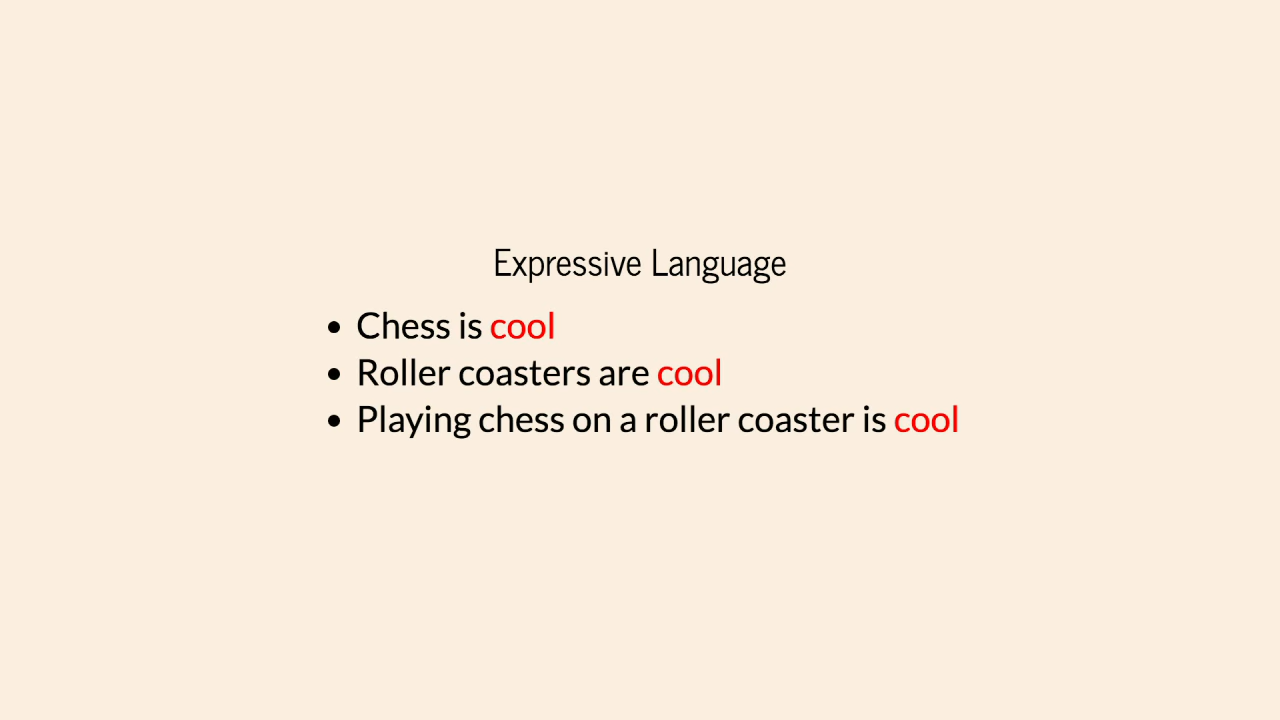 Expressive Language
• Chess is cool
• Roller coasters are cool
• Playing chess on a roller coaster is cool